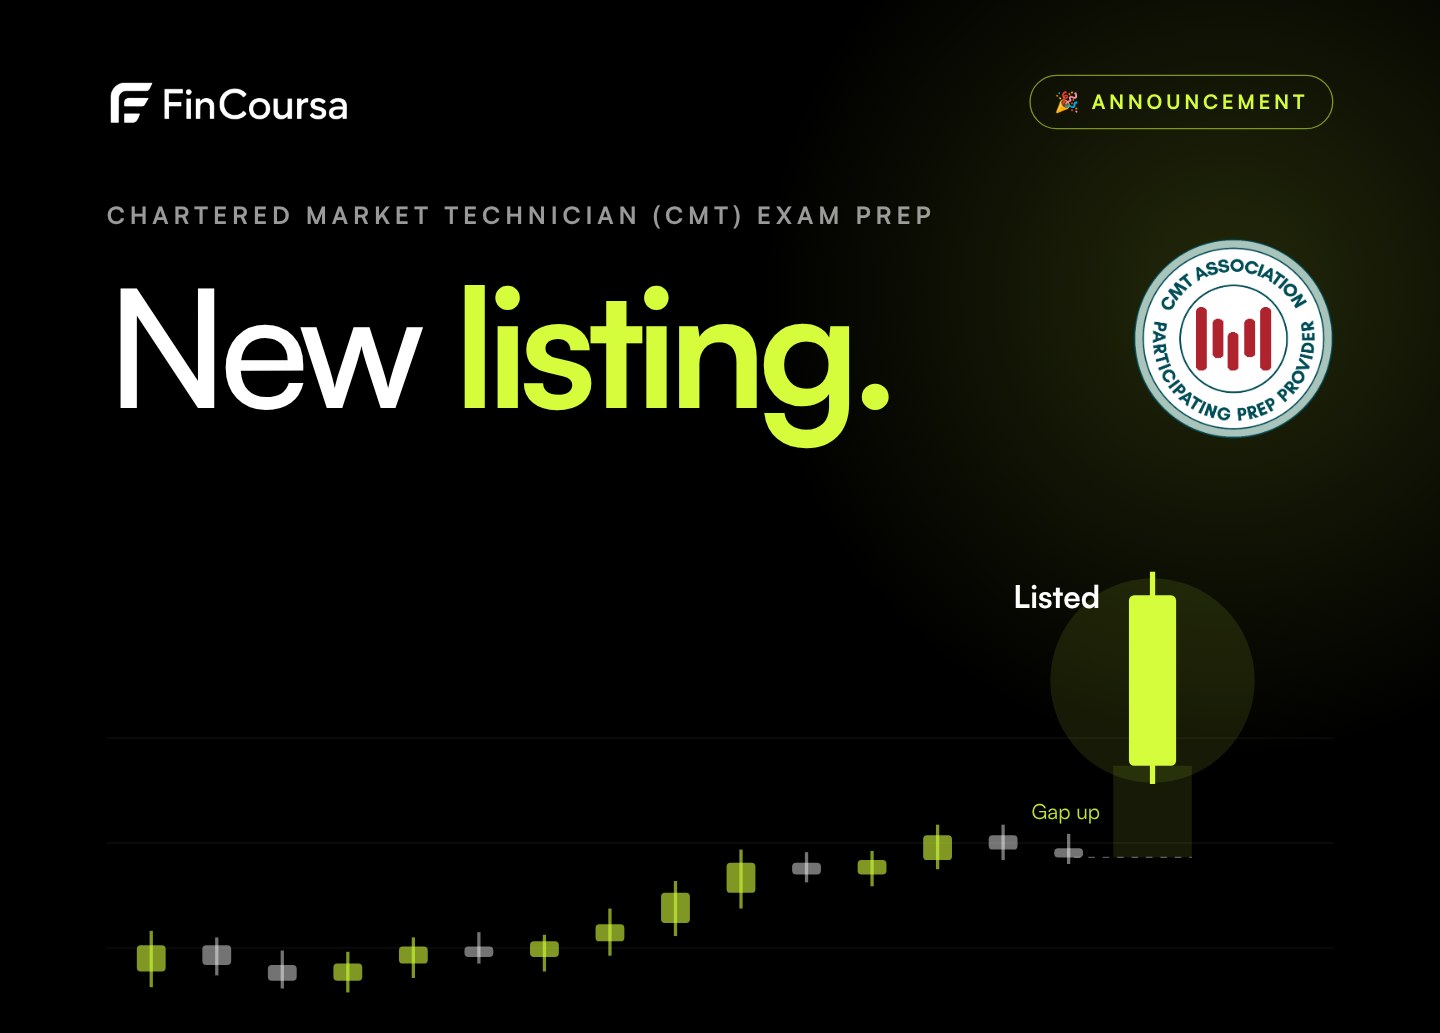 FinCoursa
🎉 ANNOUNCEMENT
CHARTERED MARKET TECHNICIAN (CMT) EXAM PREP
New listing.
CMT ASSOCIATION
PARTICIPATING PREP PROVIDER
Listed
Gap up